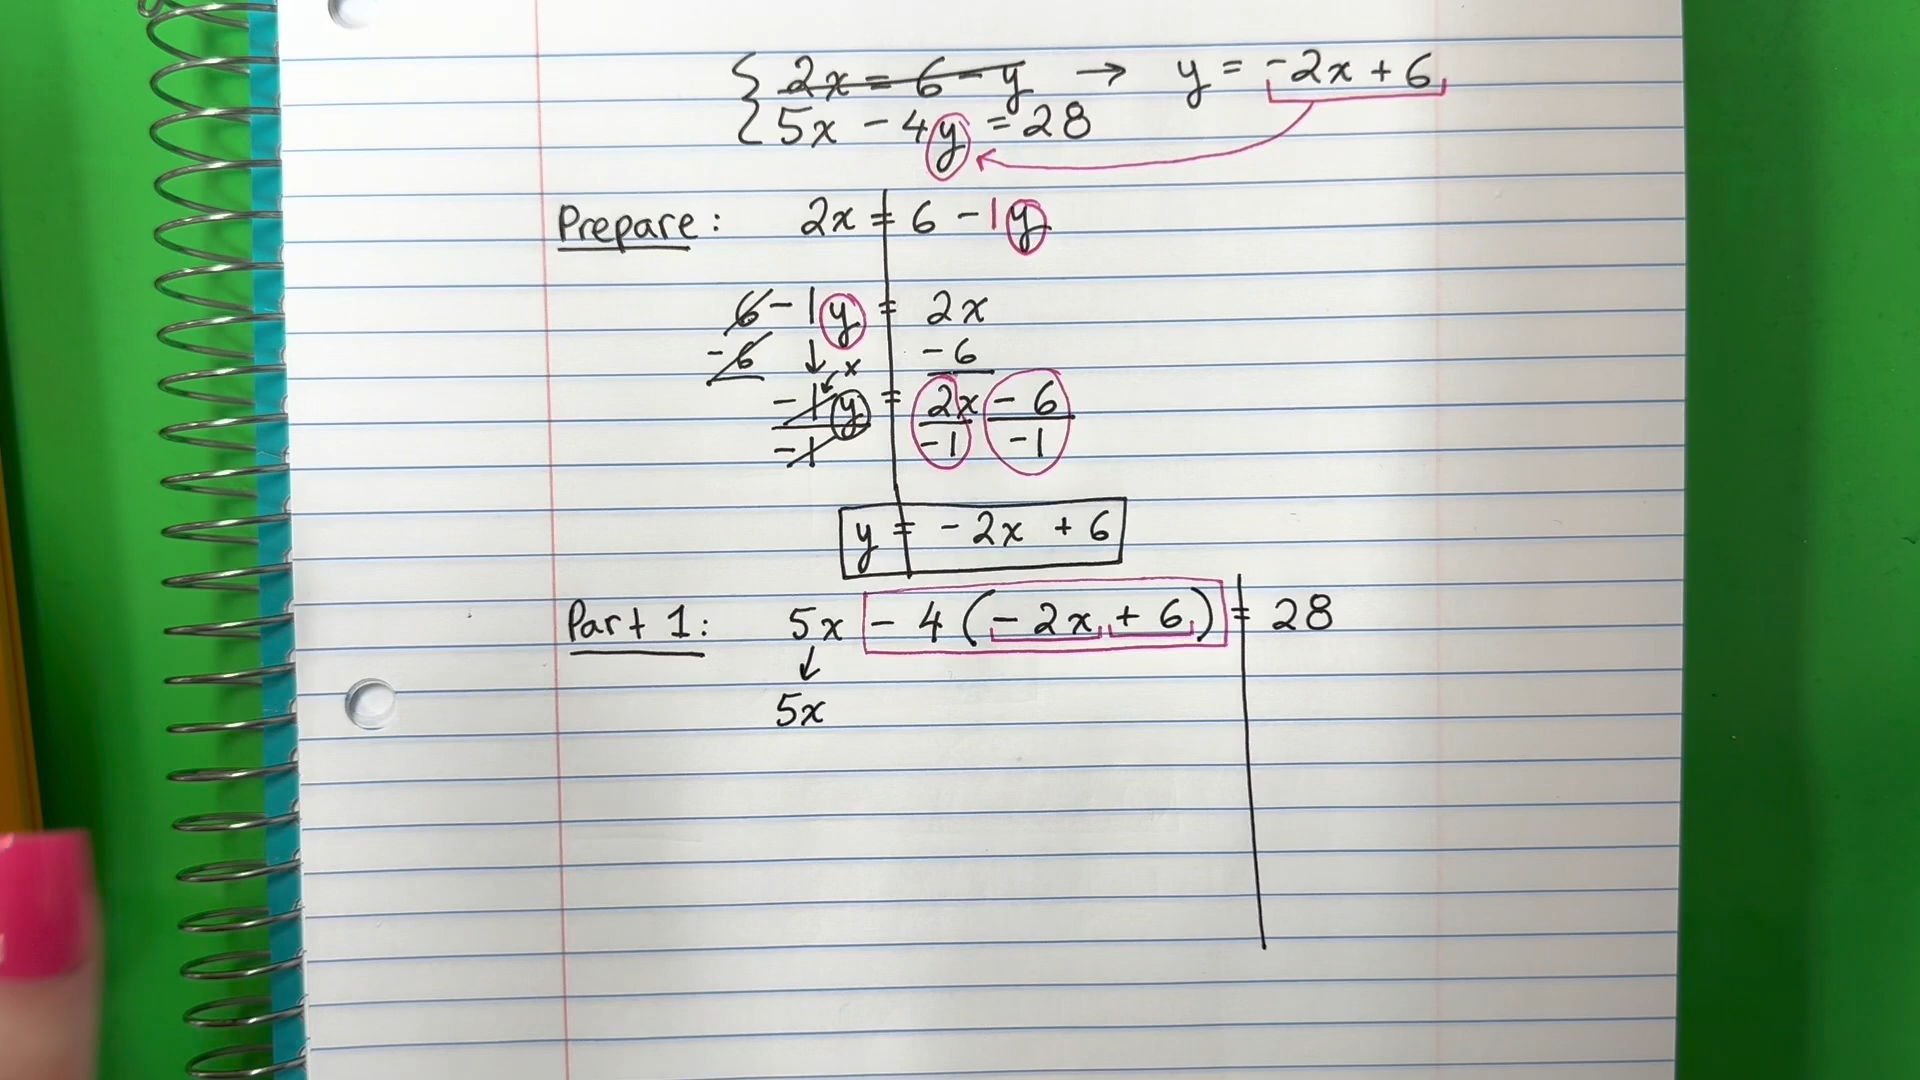 2x = 6 - y → y = -2x + 6
5x - 4y = 28
Prepare: 2x = 6 - 1y
6 - 1y = 2x
-6 ↓ x -6
-1y = 2x - 6
-1 -1 -1
y = -2x + 6
Part 1: 5x - 4(-2x + 6) = 28
↓
5x